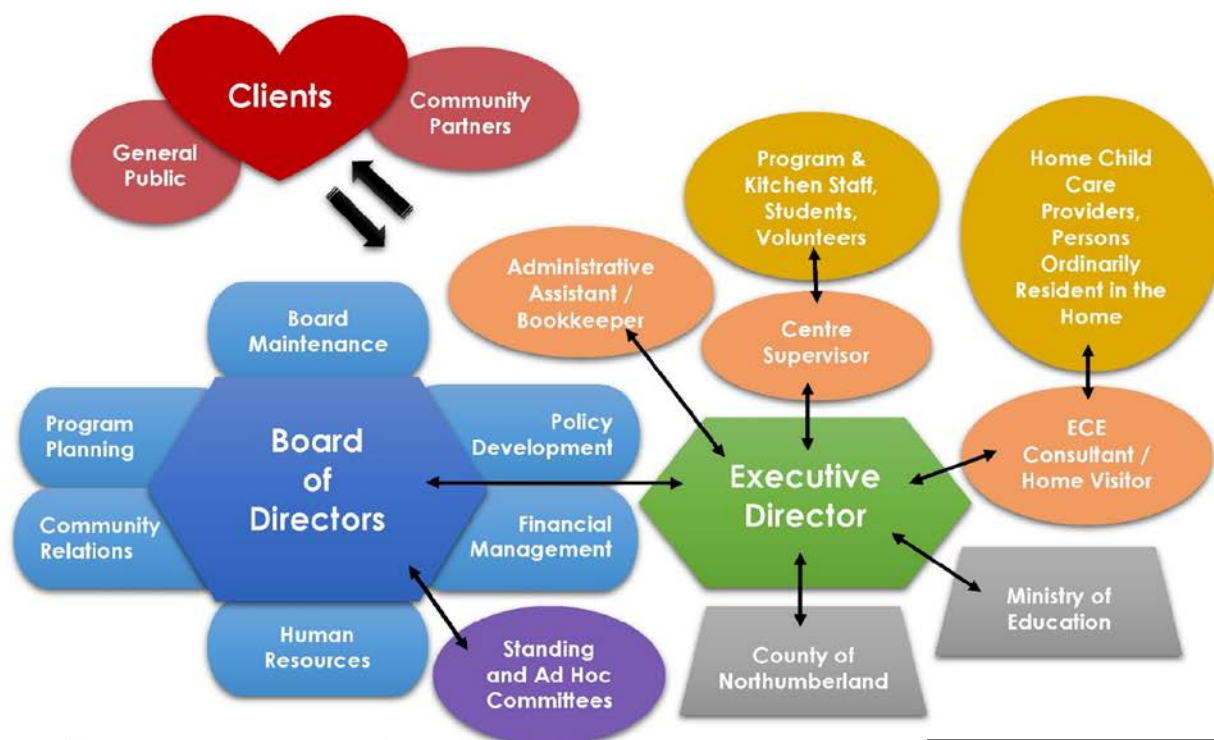 Clients
General
Public
Community
Partners
Program &
Kitchen Staff,
Students,
Volunteers
Home Child
Care
Providers,
Persons
Ordinarily
Resident in the
Home
Administrative
Assistant /
Bookkeeper
Centre
Supervisor
ECE
Consultant /
Home Visitor
Board
Maintenance
Program
Planning
Policy
Development
Board
of
Directors
Community
Relations
Financial
Management
Human
Resources
Executive
Director
Standing
and Ad Hoc
Committees
County of
Northumberland
Ministry of
Education